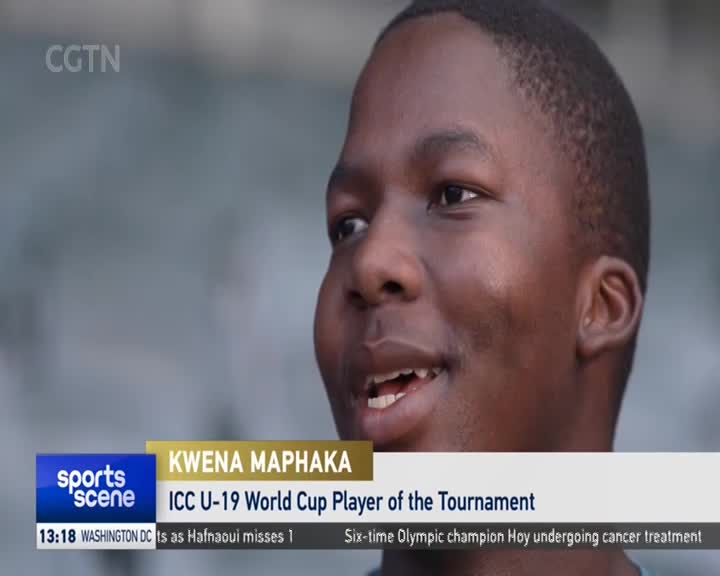 CGTN
KWENA MAPHAKA
sports scene
ICC U-19 World Cup Player of the Tournament
13:18 WASHINGTON DC ts as Hafnaoui misses 1 Six-time Olympic champion Hoy undergoing cancer treatment